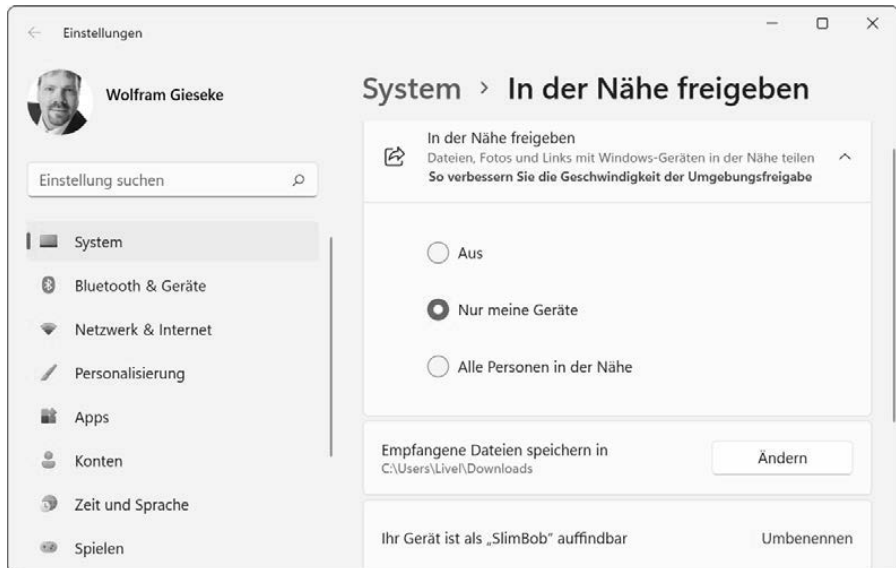 Einstellungen
Wolfram Gieseke
Einstellung suchen
System
Bluetooth & Geräte
Netzwerk & Internet
Personalisierung
Apps
Konten
Zeit und Sprache
Spielen
System > In der Nähe freigeben
In der Nähe freigeben
Dateien, Fotos und Links mit Windows-Geräten in der Nähe teilen
So verbessern Sie die Geschwindigkeit der Umgebungsfreigabe
Aus
Nur meine Geräte
Alle Personen in der Nähe
Empfangene Dateien speichern in
C:\Users\Livel\Downloads
Ändern
Ihr Gerät ist als „SlimBob“ auffindbar
Umbenennen